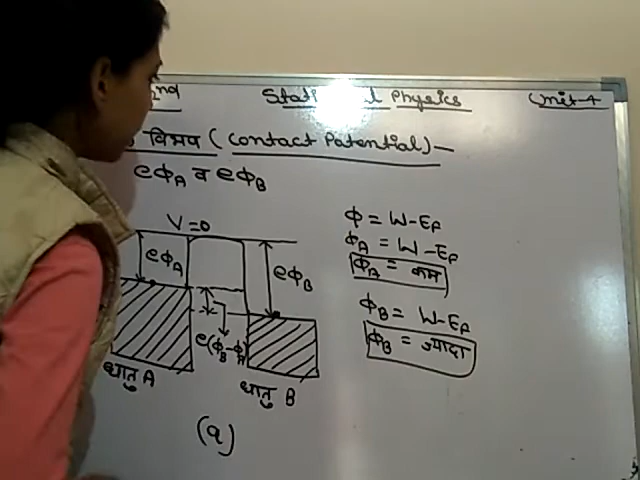 2nd Physics Unit-4
विभव (Contact Potential)—
eΦA व eΦB
V=0
eΦA
eΦB
e(ΦB-ΦA)
धातु A
धातु B
(a)
Φ = W-EF
ΦA = W-EF
ΦA = कम
ΦB = W-EF
ΦB = ज्यादा